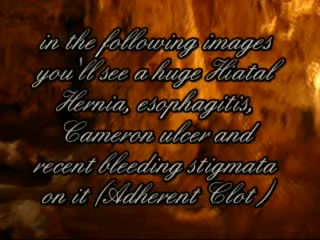 in the following images
you`ll see a huge Hiatal
Hernia, esophagitis,
Cameron ulcer and
recent bleeding stigmata
on it (Adherent Clot )